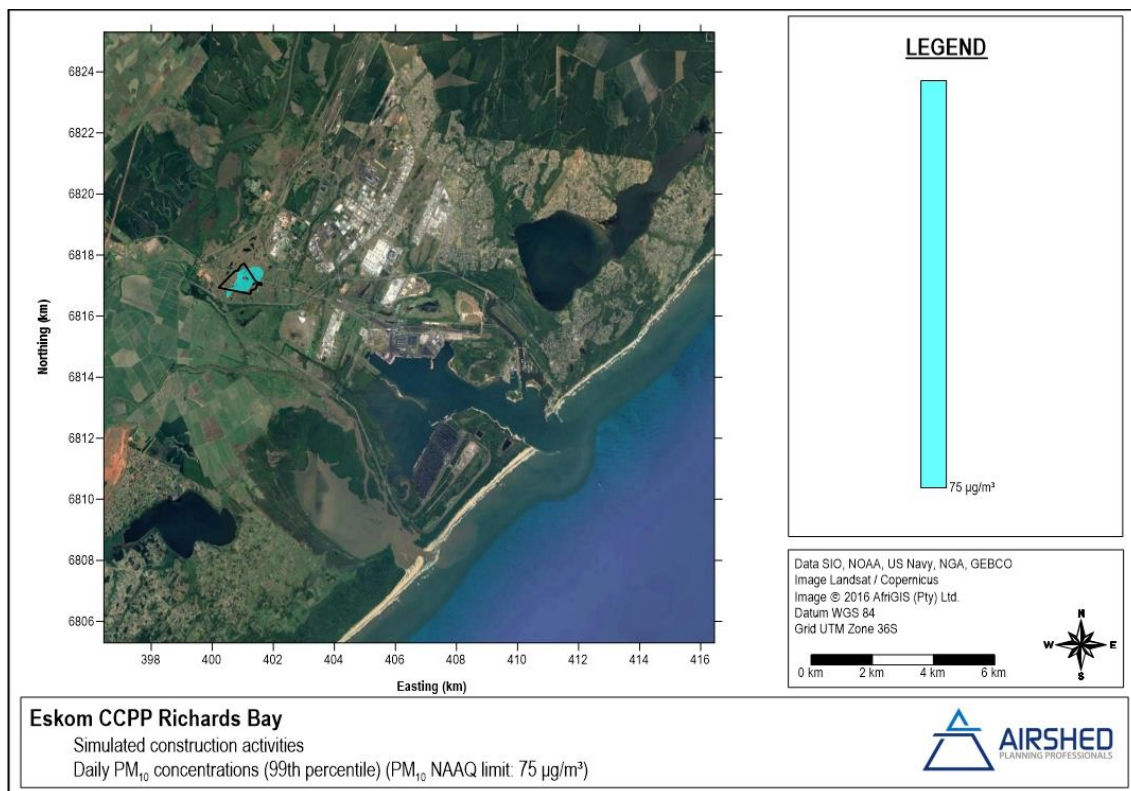 LEGEND
75 µg/m³
6824
6822
6820
6818
6816
6814
6812
6810
6808
6806
Northing (km)
398 400 402 404 406 408 410 412 414 416
Easting (km)
Data SIO, NOAA, US Navy, NGA, GEBCO
Image Landsat / Copernicus
Image © 2016 AfriGIS (Pty) Ltd.
Datum WGS 84
Grid UTM Zone 36S
N
W E
S
0 km 2 km 4 km 6 km
Eskom CCPP Richards Bay
Simulated construction activities
Daily PM₁₀ concentrations (99th percentile) (PM₁₀ NAAQ limit: 75 µg/m³)
AIRSHED
PLANNING PROFESSIONALS